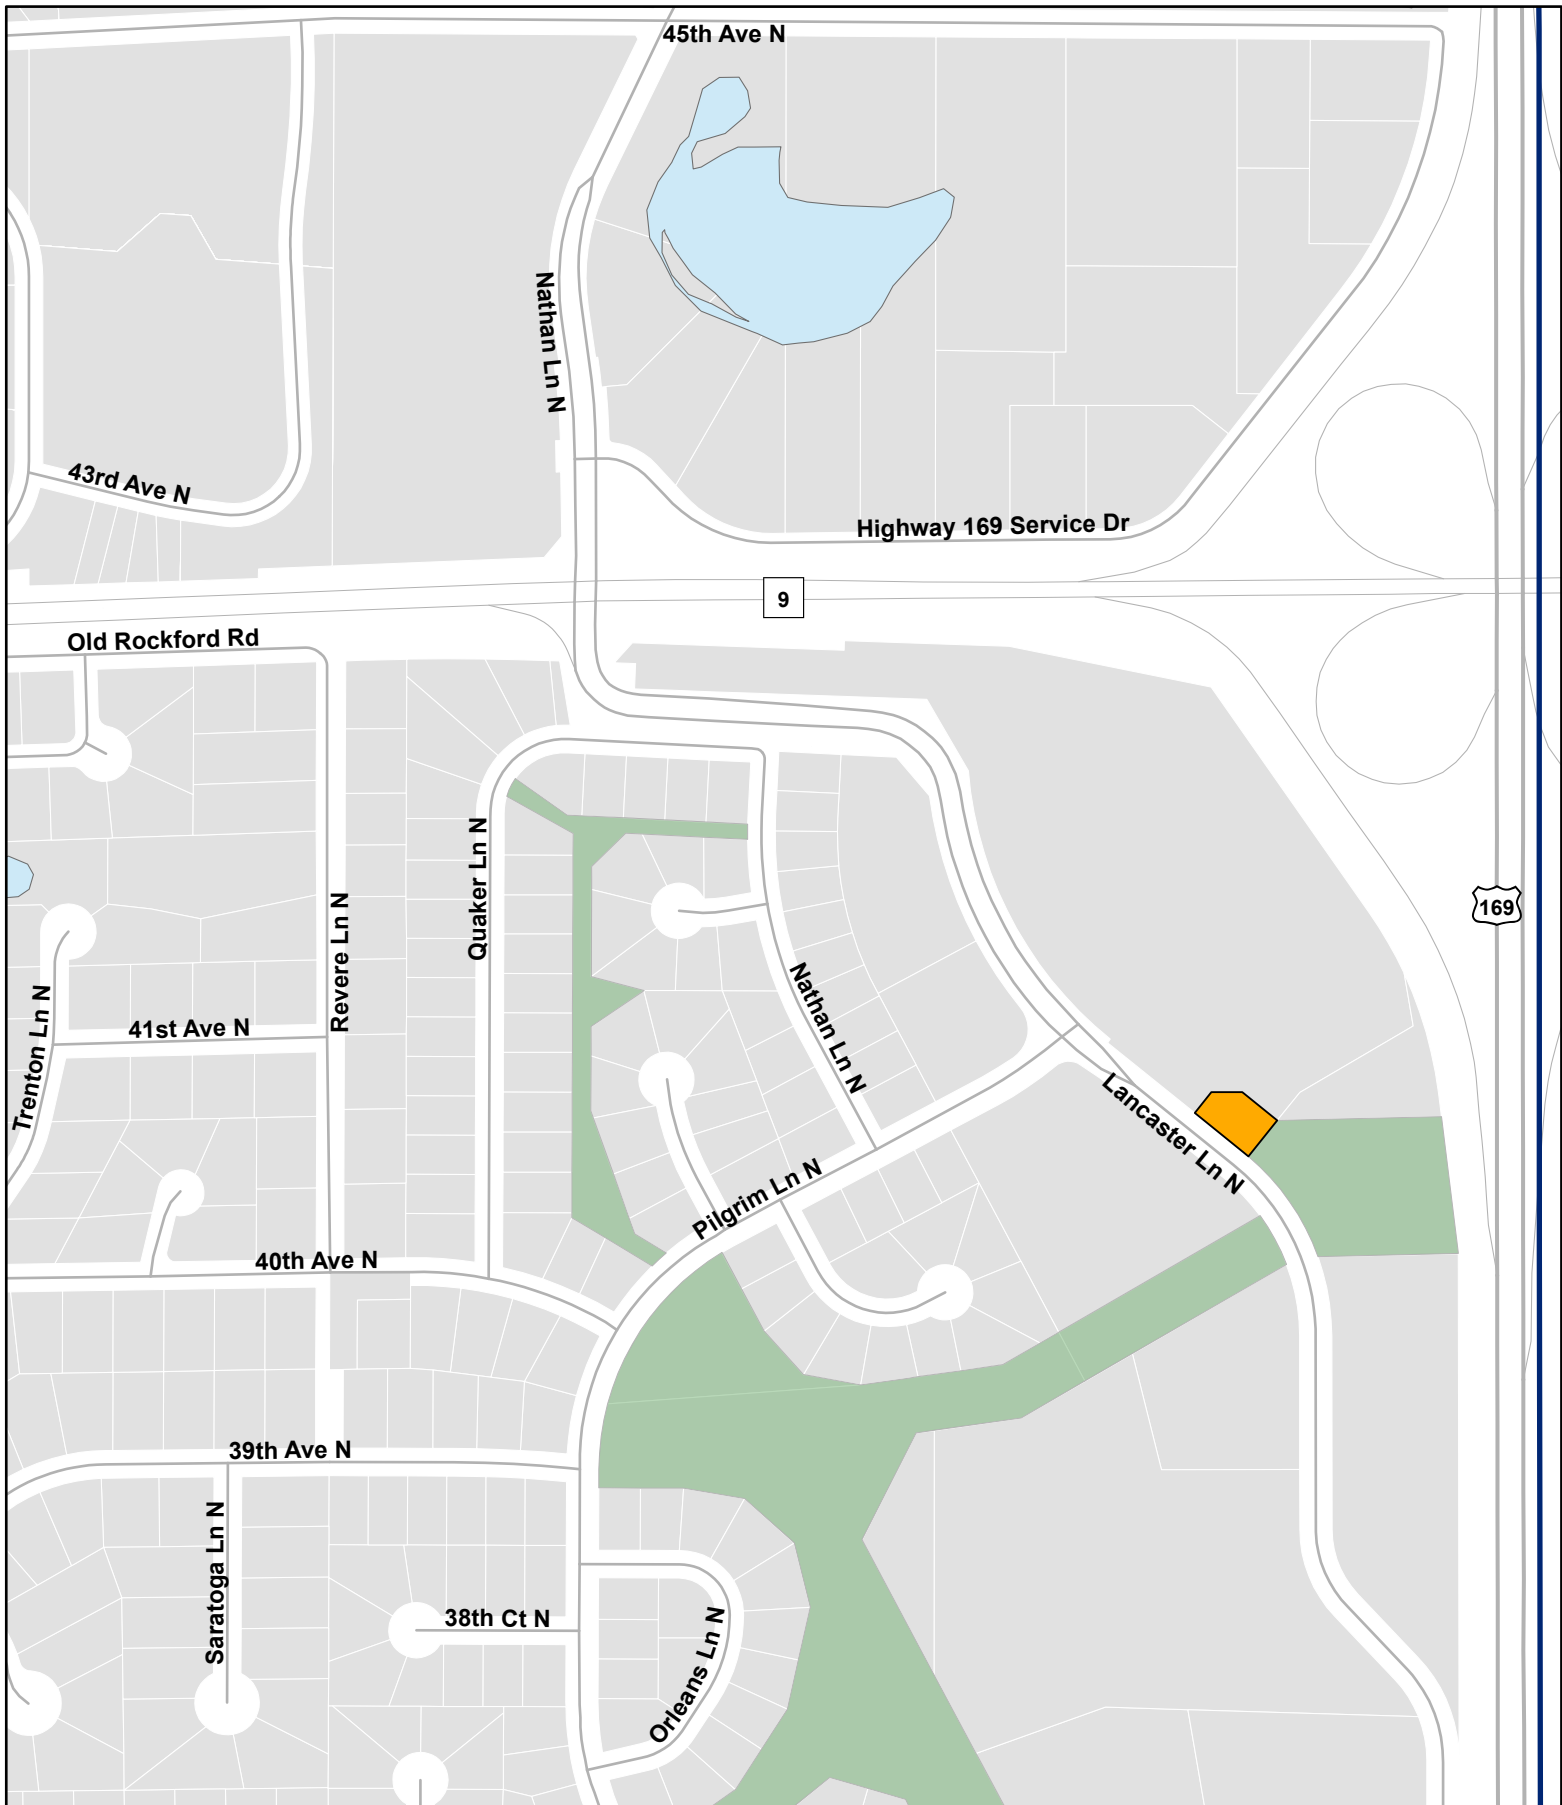 45th Ave N
Nathan Ln N
43rd Ave N
Highway 169 Service Dr
9
Old Rockford Rd
Quaker Ln N
Revere Ln N
169
Nathan Ln N
Trenton Ln N
41st Ave N
Lancaster Ln N
Pilgrim Ln N
40th Ave N
39th Ave N
Saratoga Ln N
38th Ct N
Orleans Ln N